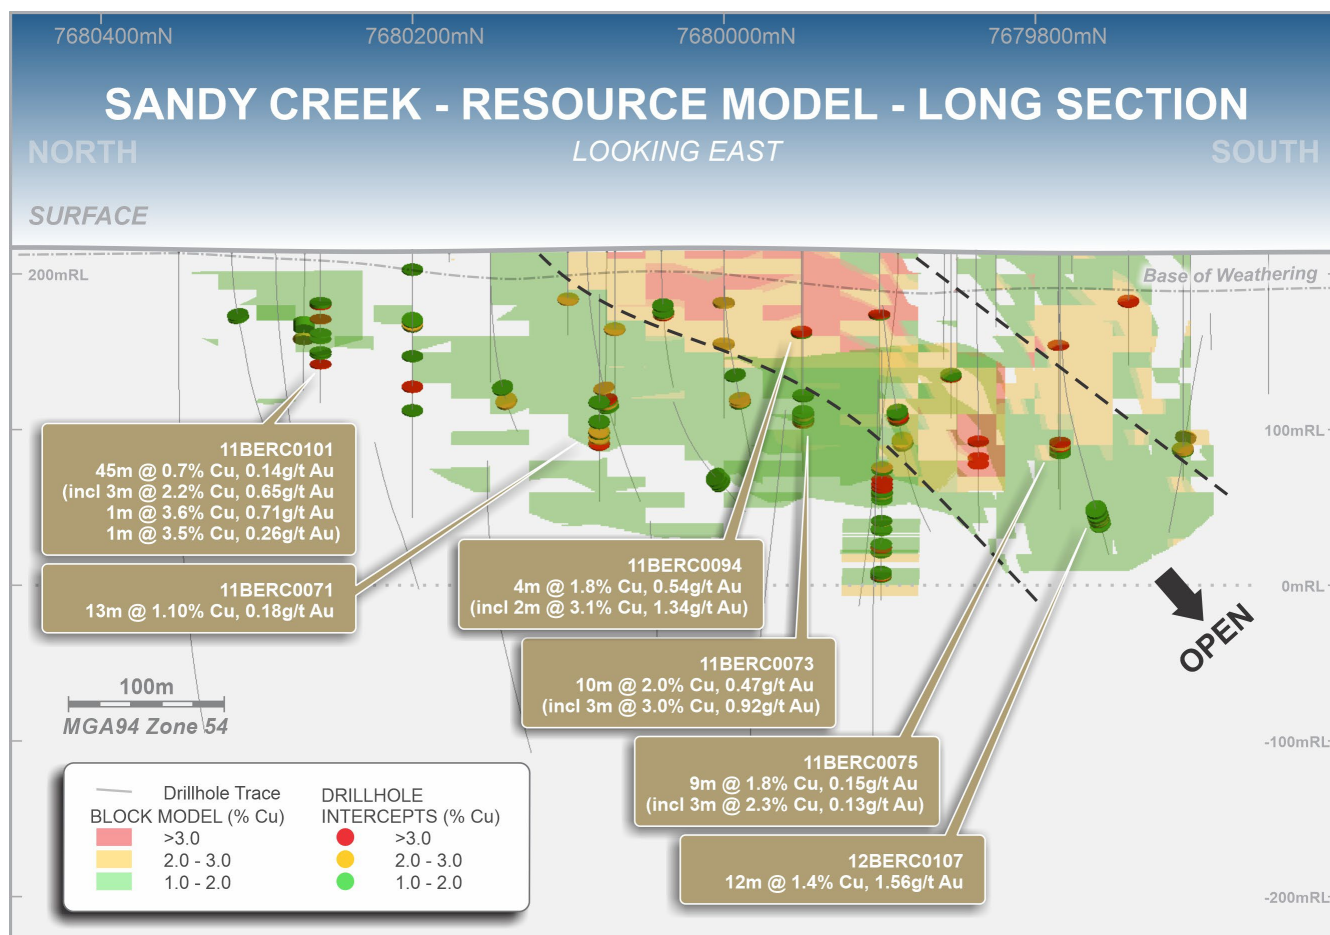 7680400mN 7680200mN 7680000mN 7679800mN
SANDY CREEK - RESOURCE MODEL - LONG SECTION
NORTH LOOKING EAST SOUTH
SURFACE
200mRL Base of Weathering
100mRL
11BERC0101
45m @ 0.7% Cu, 0.14g/t Au
(incl 3m @ 2.2% Cu, 0.65g/t Au
1m @ 3.6% Cu, 0.71g/t Au
1m @ 3.5% Cu, 0.26g/t Au)
11BERC0071
13m @ 1.10% Cu, 0.18g/t Au
11BERC0094
4m @ 1.8% Cu, 0.54g/t Au
(incl 2m @ 3.1% Cu, 1.34g/t Au)
0mRL
OPEN
11BERC0073
10m @ 2.0% Cu, 0.47g/t Au
(incl 3m @ 3.0% Cu, 0.92g/t Au)
100m
MGA94 Zone 54
-100mRL
11BERC0075
9m @ 1.8% Cu, 0.15g/t Au
(incl 3m @ 2.3% Cu, 0.13g/t Au)
12BERC0107
12m @ 1.4% Cu, 1.56g/t Au
-200mRL
Drillhole Trace
BLOCK MODEL (% Cu)
>3.0
2.0 - 3.0
1.0 - 2.0
DRILLHOLE
INTERCEPTS (% Cu)
>3.0
2.0 - 3.0
1.0 - 2.0